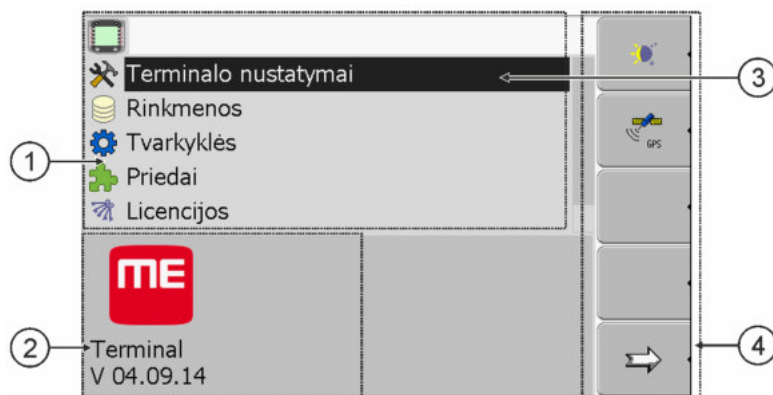 Terminalo nustatymai
3
Rinkmenos
GPS
Tvarkyklės
1
Priedai
Licencijos
ME
2
Terminal
V 04.09.14
4